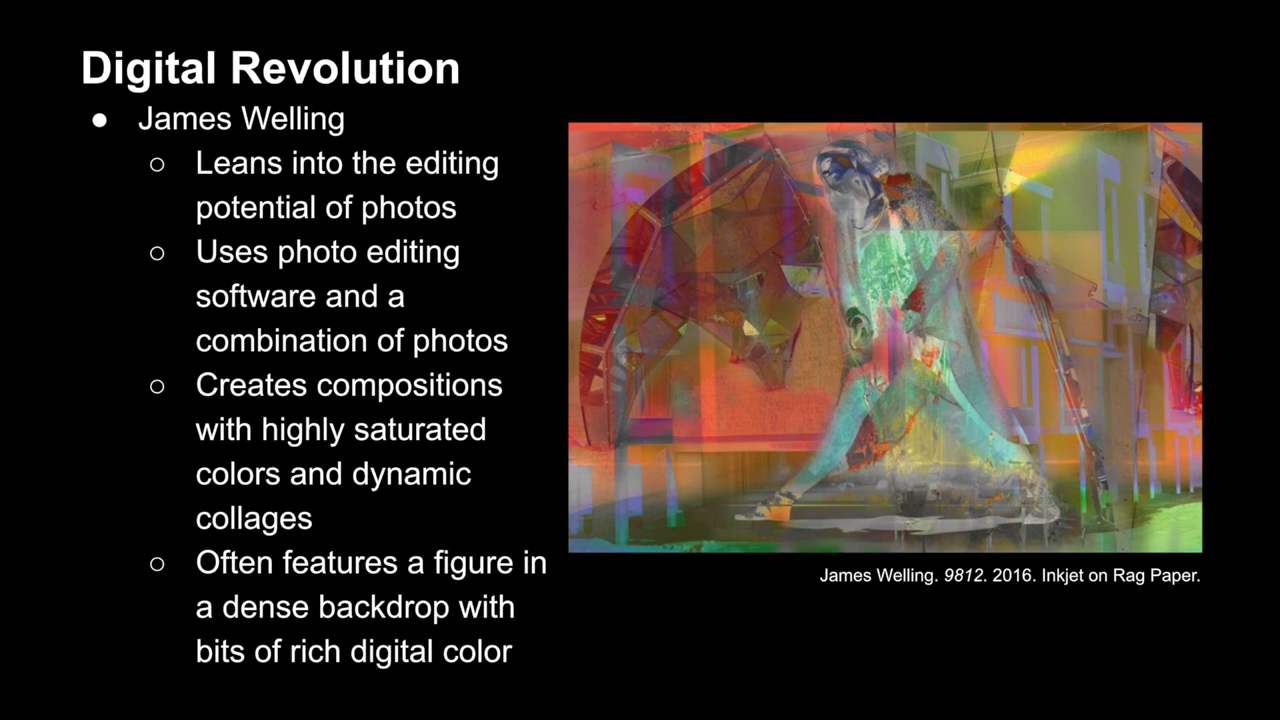 Digital Revolution
● James Welling
○ Leans into the editing
potential of photos
○ Uses photo editing
software and a
combination of photos
○ Creates compositions
with highly saturated
colors and dynamic
collages
○ Often features a figure in
a dense backdrop with
bits of rich digital color
James Welling. 9812. 2016. Inkjet on Rag Paper.